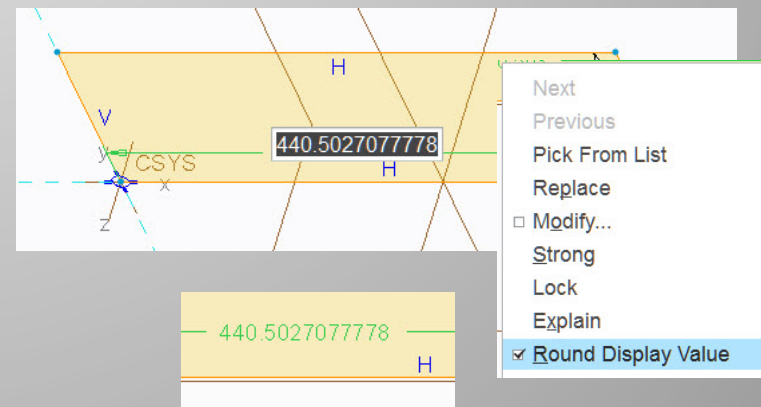 H
V
440.5027077778
y
CSYS
H
x
z
Next
Previous
Pick From List
Replace
Modify...
Strong
Lock
Explain
Round Display Value
440.5027077778
H